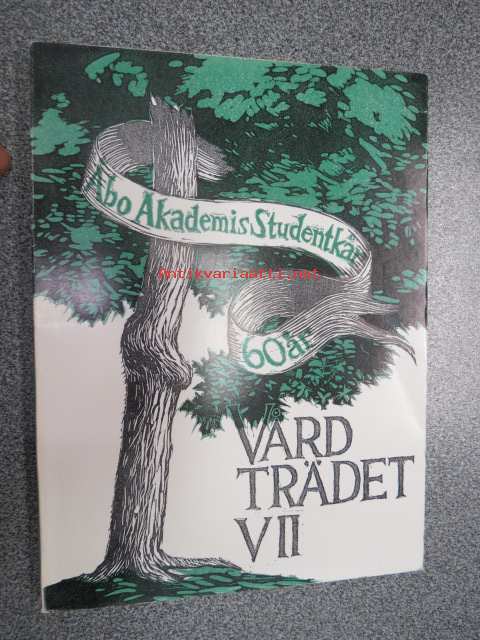 Åbo Akademis Studentkår
Antikvariaatti.net
60 år
VÅRD
TRÄDET
VII